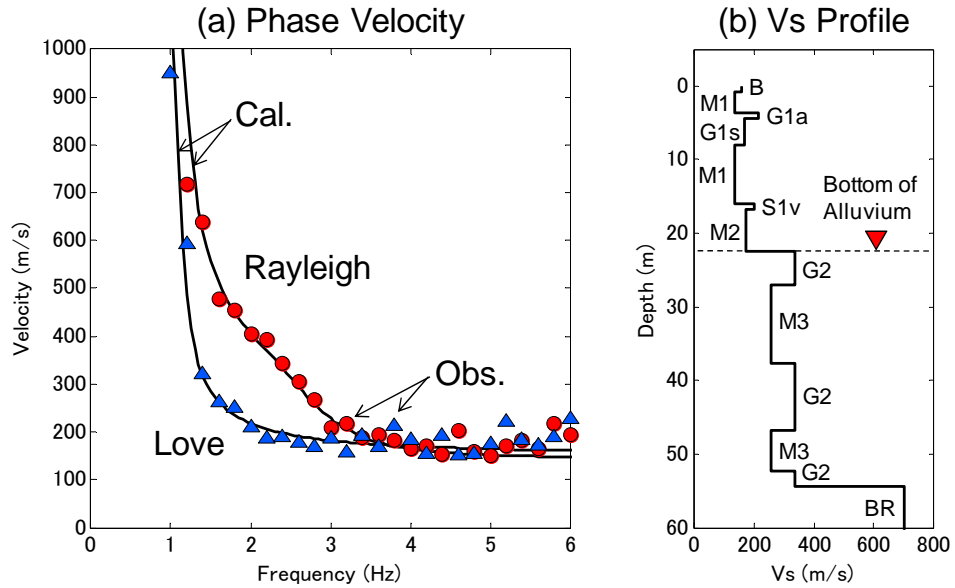 (a) Phase Velocity
1000
900
800
700
600
500
400
300
200
100
0
Velocity (m/s)
0
1
2
3
4
5
6
Frequency (Hz)
Cal.
Rayleigh
Obs.
Love
(b) Vs Profile
0
10
20
30
40
50
60
Depth (m)
0
200
400
600
800
Vs (m/s)
B
M1
G1a
G1s
M1
S1v
M2
Bottom of
Alluvium
G2
M3
G2
M3
G2
BR